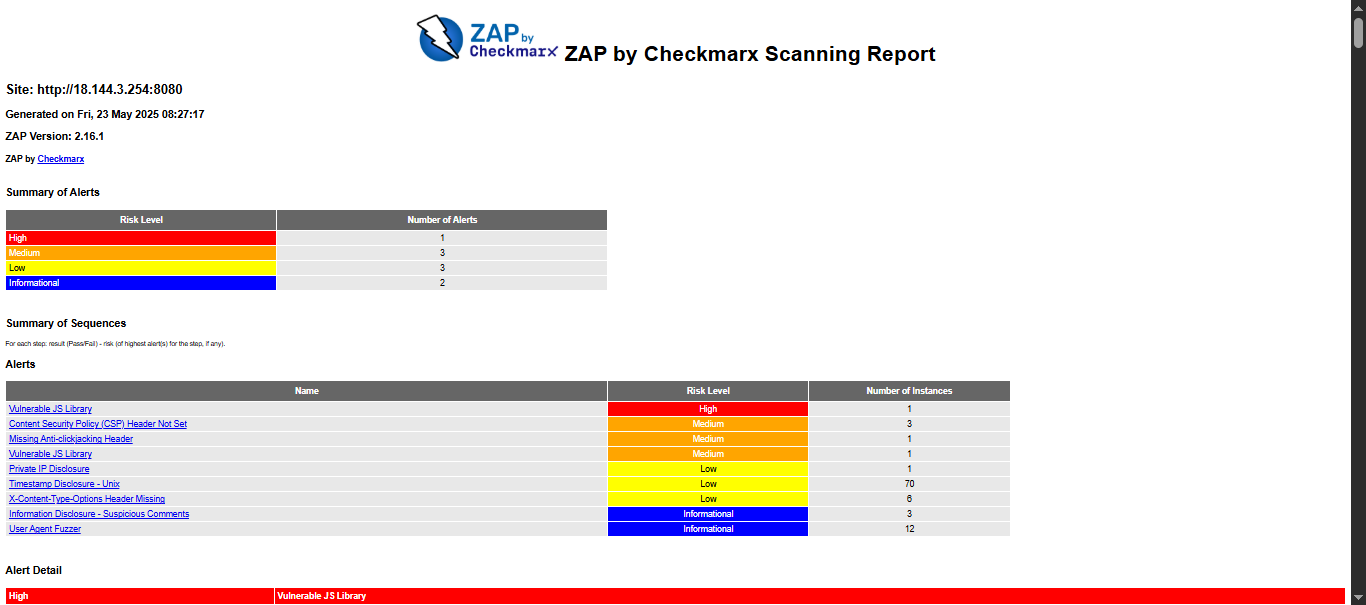 ZAP by
Checkmarx
ZAP by Checkmarx Scanning Report
Site: http://18.144.3.254:8080
Generated on Fri, 23 May 2025 08:27:17
ZAP Version: 2.16.1
ZAP by Checkmarx
Summary of Alerts
Risk Level Number of Alerts
High 1
Medium 3
Low 3
Informational 2
Summary of Sequences
For each step: result (Pass/Fail) - risk (of highest alert(s) for the step, if any).
Alerts
Name Risk Level Number of Instances
Vulnerable JS Library High 1
Content Security Policy (CSP) Header Not Set Medium 3
Missing Anti-clickjacking Header Medium 1
Vulnerable JS Library Medium 1
Private IP Disclosure Low 1
Timestamp Disclosure - Unix Low 70
X-Content-Type-Options Header Missing Low 6
Information Disclosure - Suspicious Comments Informational 3
User Agent Fuzzer Informational 12
Alert Detail
High Vulnerable JS Library